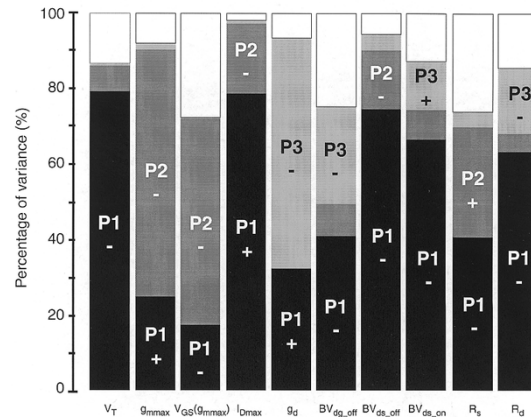 Percentage of variance (%)
100
80
60
40
20
0
P1
-
P2
-
P1
+
P2
-
P1
-
P2
-
P1
+
P3
-
P1
+
P3
-
P1
-
P2
-
P1
-
P3
+
P1
-
P2
+
P1
-
P3
-
P1
-
V_T g_mmax V_GS(g_mmax) I_Dmax g_d BV_dg_off BV_ds_off BV_ds_on R_s R_d